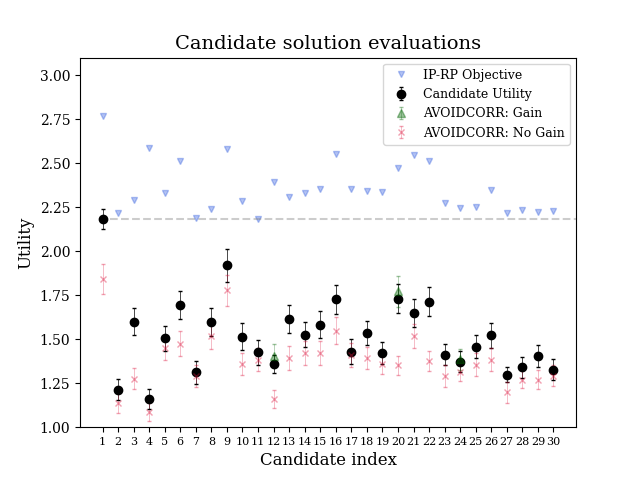 Candidate solution evaluations
IP-RP Objective
Candidate Utility
AVOIDCORR: Gain
AVOIDCORR: No Gain
Utility
3.00
2.75
2.50
2.25
2.00
1.75
1.50
1.25
1.00
1 2 3 4 5 6 7 8 9 10 11 12 13 14 15 16 17 18 19 20 21 22 23 24 25 26 27 28 29 30
Candidate index